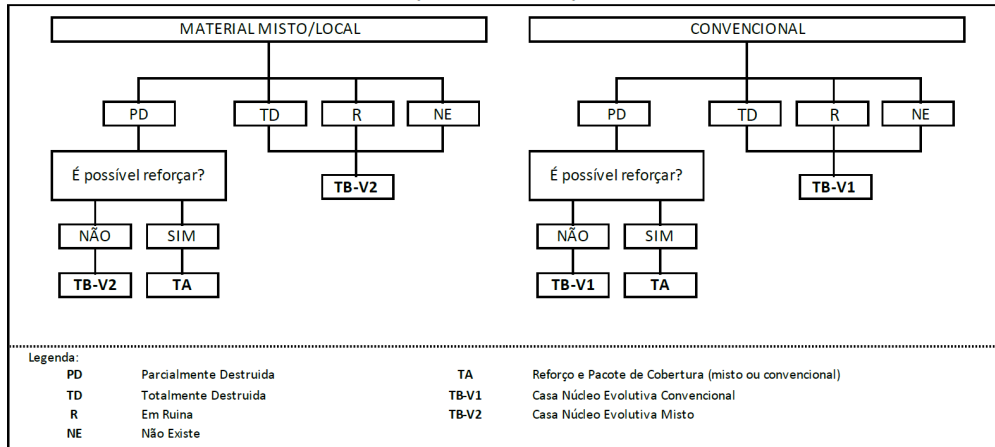 MATERIAL MISTO/LOCAL
CONVENCIONAL
PD
TD
R
NE
PD
TD
R
NE
É possível reforçar?
TB-V2
É possível reforçar?
TB-V1
NÃO
SIM
NÃO
SIM
TB-V2
TA
TB-V1
TA
Legenda:
PD Parcialmente Destruida
TA Reforço e Pacote de Cobertura (misto ou convencional)
TD Totalmente Destruida
TB-V1 Casa Núcleo Evolutiva Convencional
R Em Ruina
TB-V2 Casa Núcleo Evolutiva Misto
NE Não Existe